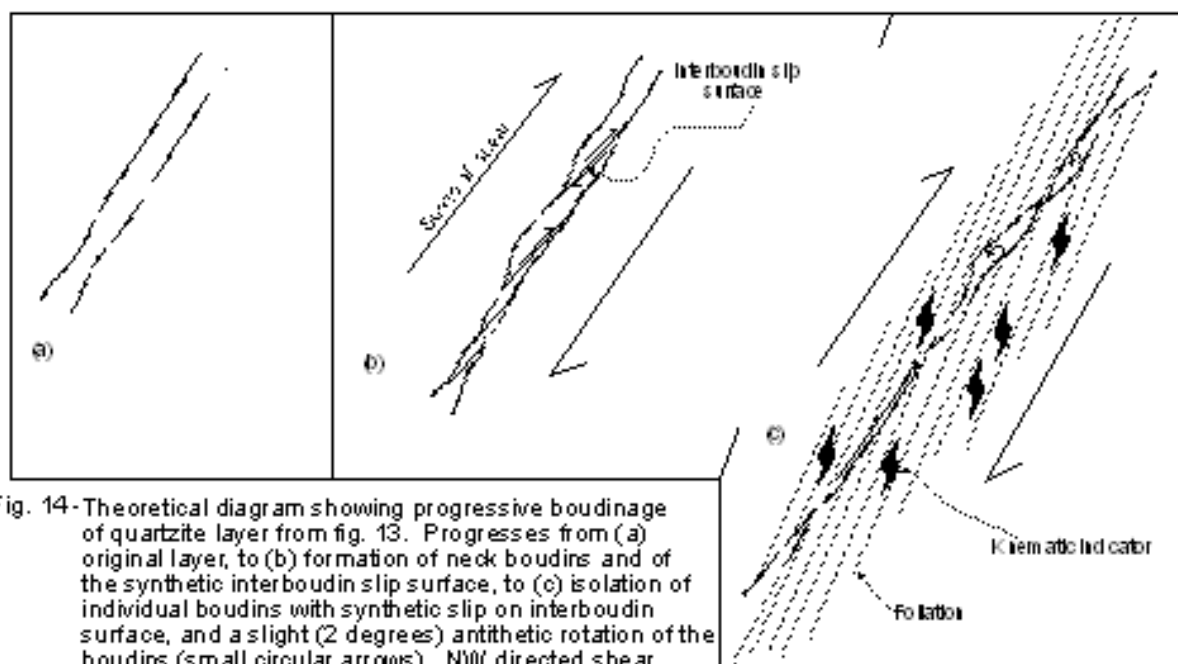 (a)
(b)
Sense of shear
Interboudin slip
surface
(c)
Kinematic indicator
Foliation
ig. 14-Theoretical diagram showing progressive boudinage
of quartzite layer from fig. 13. Progresses from (a)
original layer, to (b) formation of neck boudins and of
the synthetic interboudin slip surface, to (c) isolation of
individual boudins with synthetic slip on interboudin
surface, and a slight (2 degrees) antithetic rotation of the
boudins (small circular arrows). NW directed shear